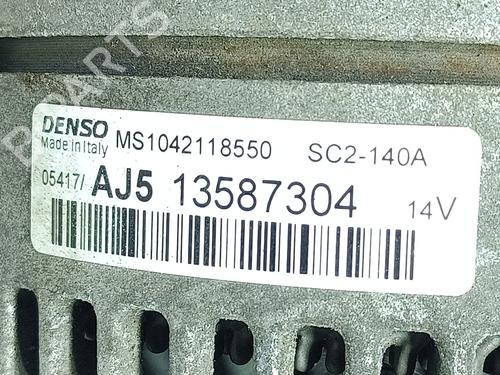 DENSO MS1042118550 SC2-140A
Made in Italy
05417/ AJ5 13587304 14V